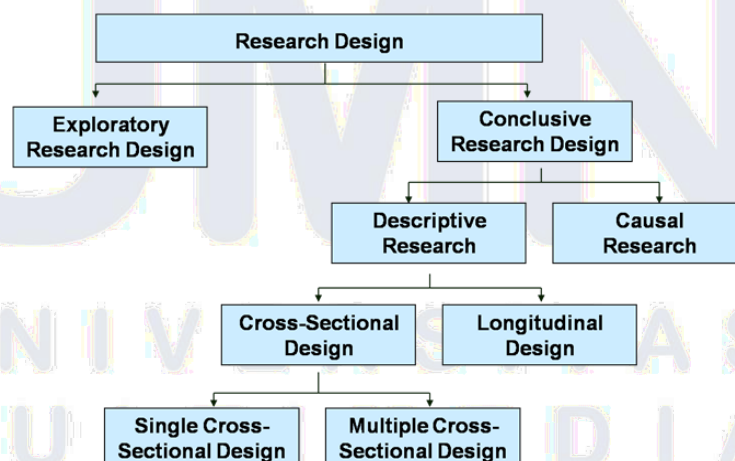 Research Design
Exploratory
Research Design
Conclusive
Research Design
Descriptive
Research
Causal
Research
Cross-Sectional
Design
Longitudinal
Design
Single Cross-
Sectional Design
Multiple Cross-
Sectional Design